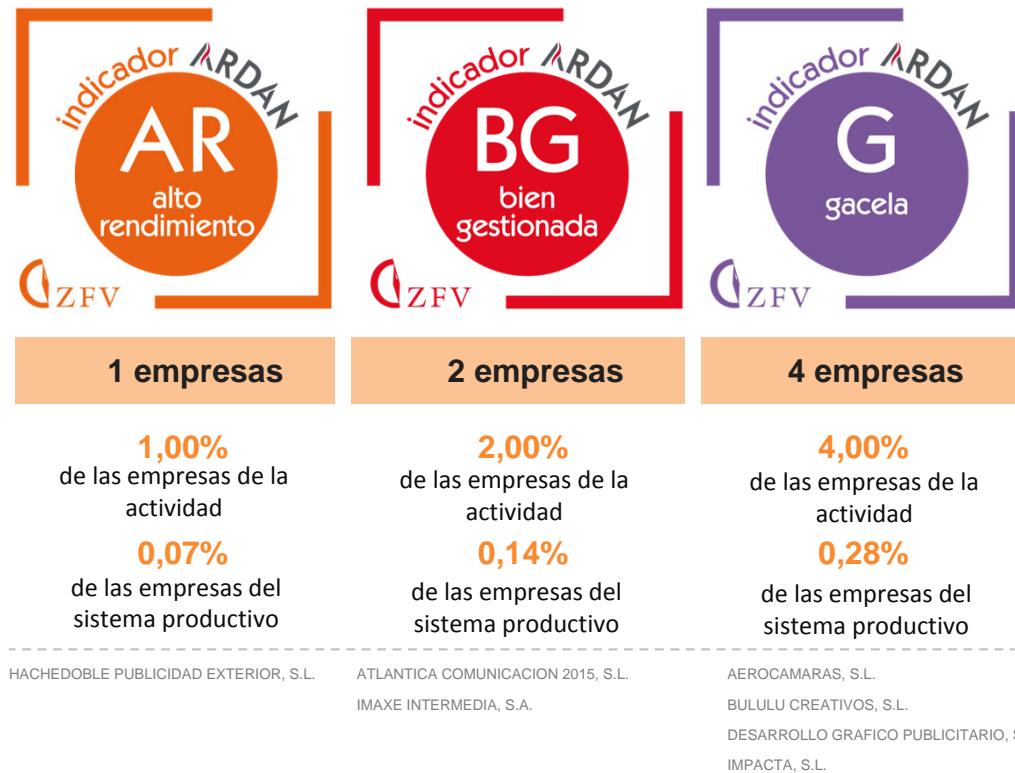 indicador ARDAN
AR
alto
rendimiento
ZFV
indicador ARDAN
BG
bien
gestionada
ZFV
indicador ARDAN
G
gacela
ZFV
1 empresas
2 empresas
4 empresas
1,00%
de las empresas de la
actividad
0,07%
de las empresas del
sistema productivo
2,00%
de las empresas de la
actividad
0,14%
de las empresas del
sistema productivo
4,00%
de las empresas de la
actividad
0,28%
de las empresas del
sistema productivo
HACHEDOBLE PUBLICIDAD EXTERIOR, S.L.
ATLANTICA COMUNICACION 2015, S.L.
IMAXE INTERMEDIA, S.A.
AEROCAMARAS, S.L.
BULULU CREATIVOS, S.L.
DESARROLLO GRAFICO PUBLICITARIO,
IMPACTA, S.L.